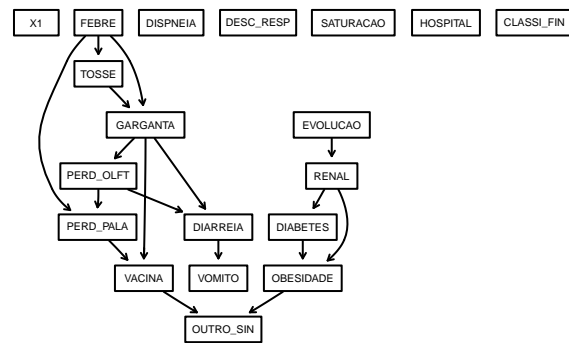 X1 FEBRE DISPNEIA DESC_RESP SATURACAO HOSPITAL CLASSI_FIN
TOSSE
GARGANTA EVOLUCAO
PERD_OLFT RENAL
PERD_PALA DIARREIA DIABETES
VACINA VOMITO OBESIDADE
OUTRO_SIN